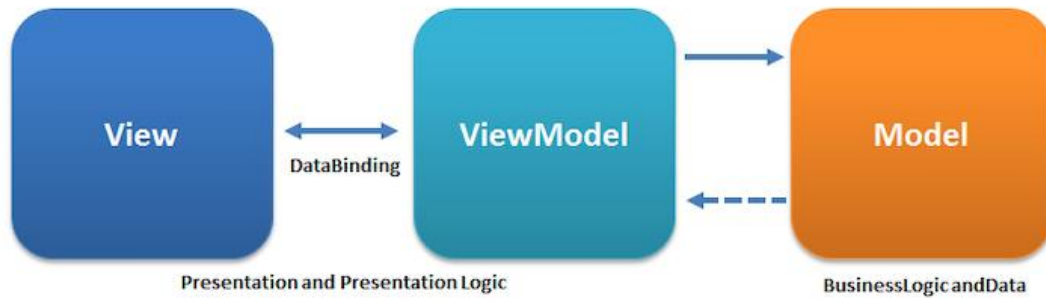 View
ViewModel
Model
DataBinding
Presentation and Presentation Logic
BusinessLogic andData